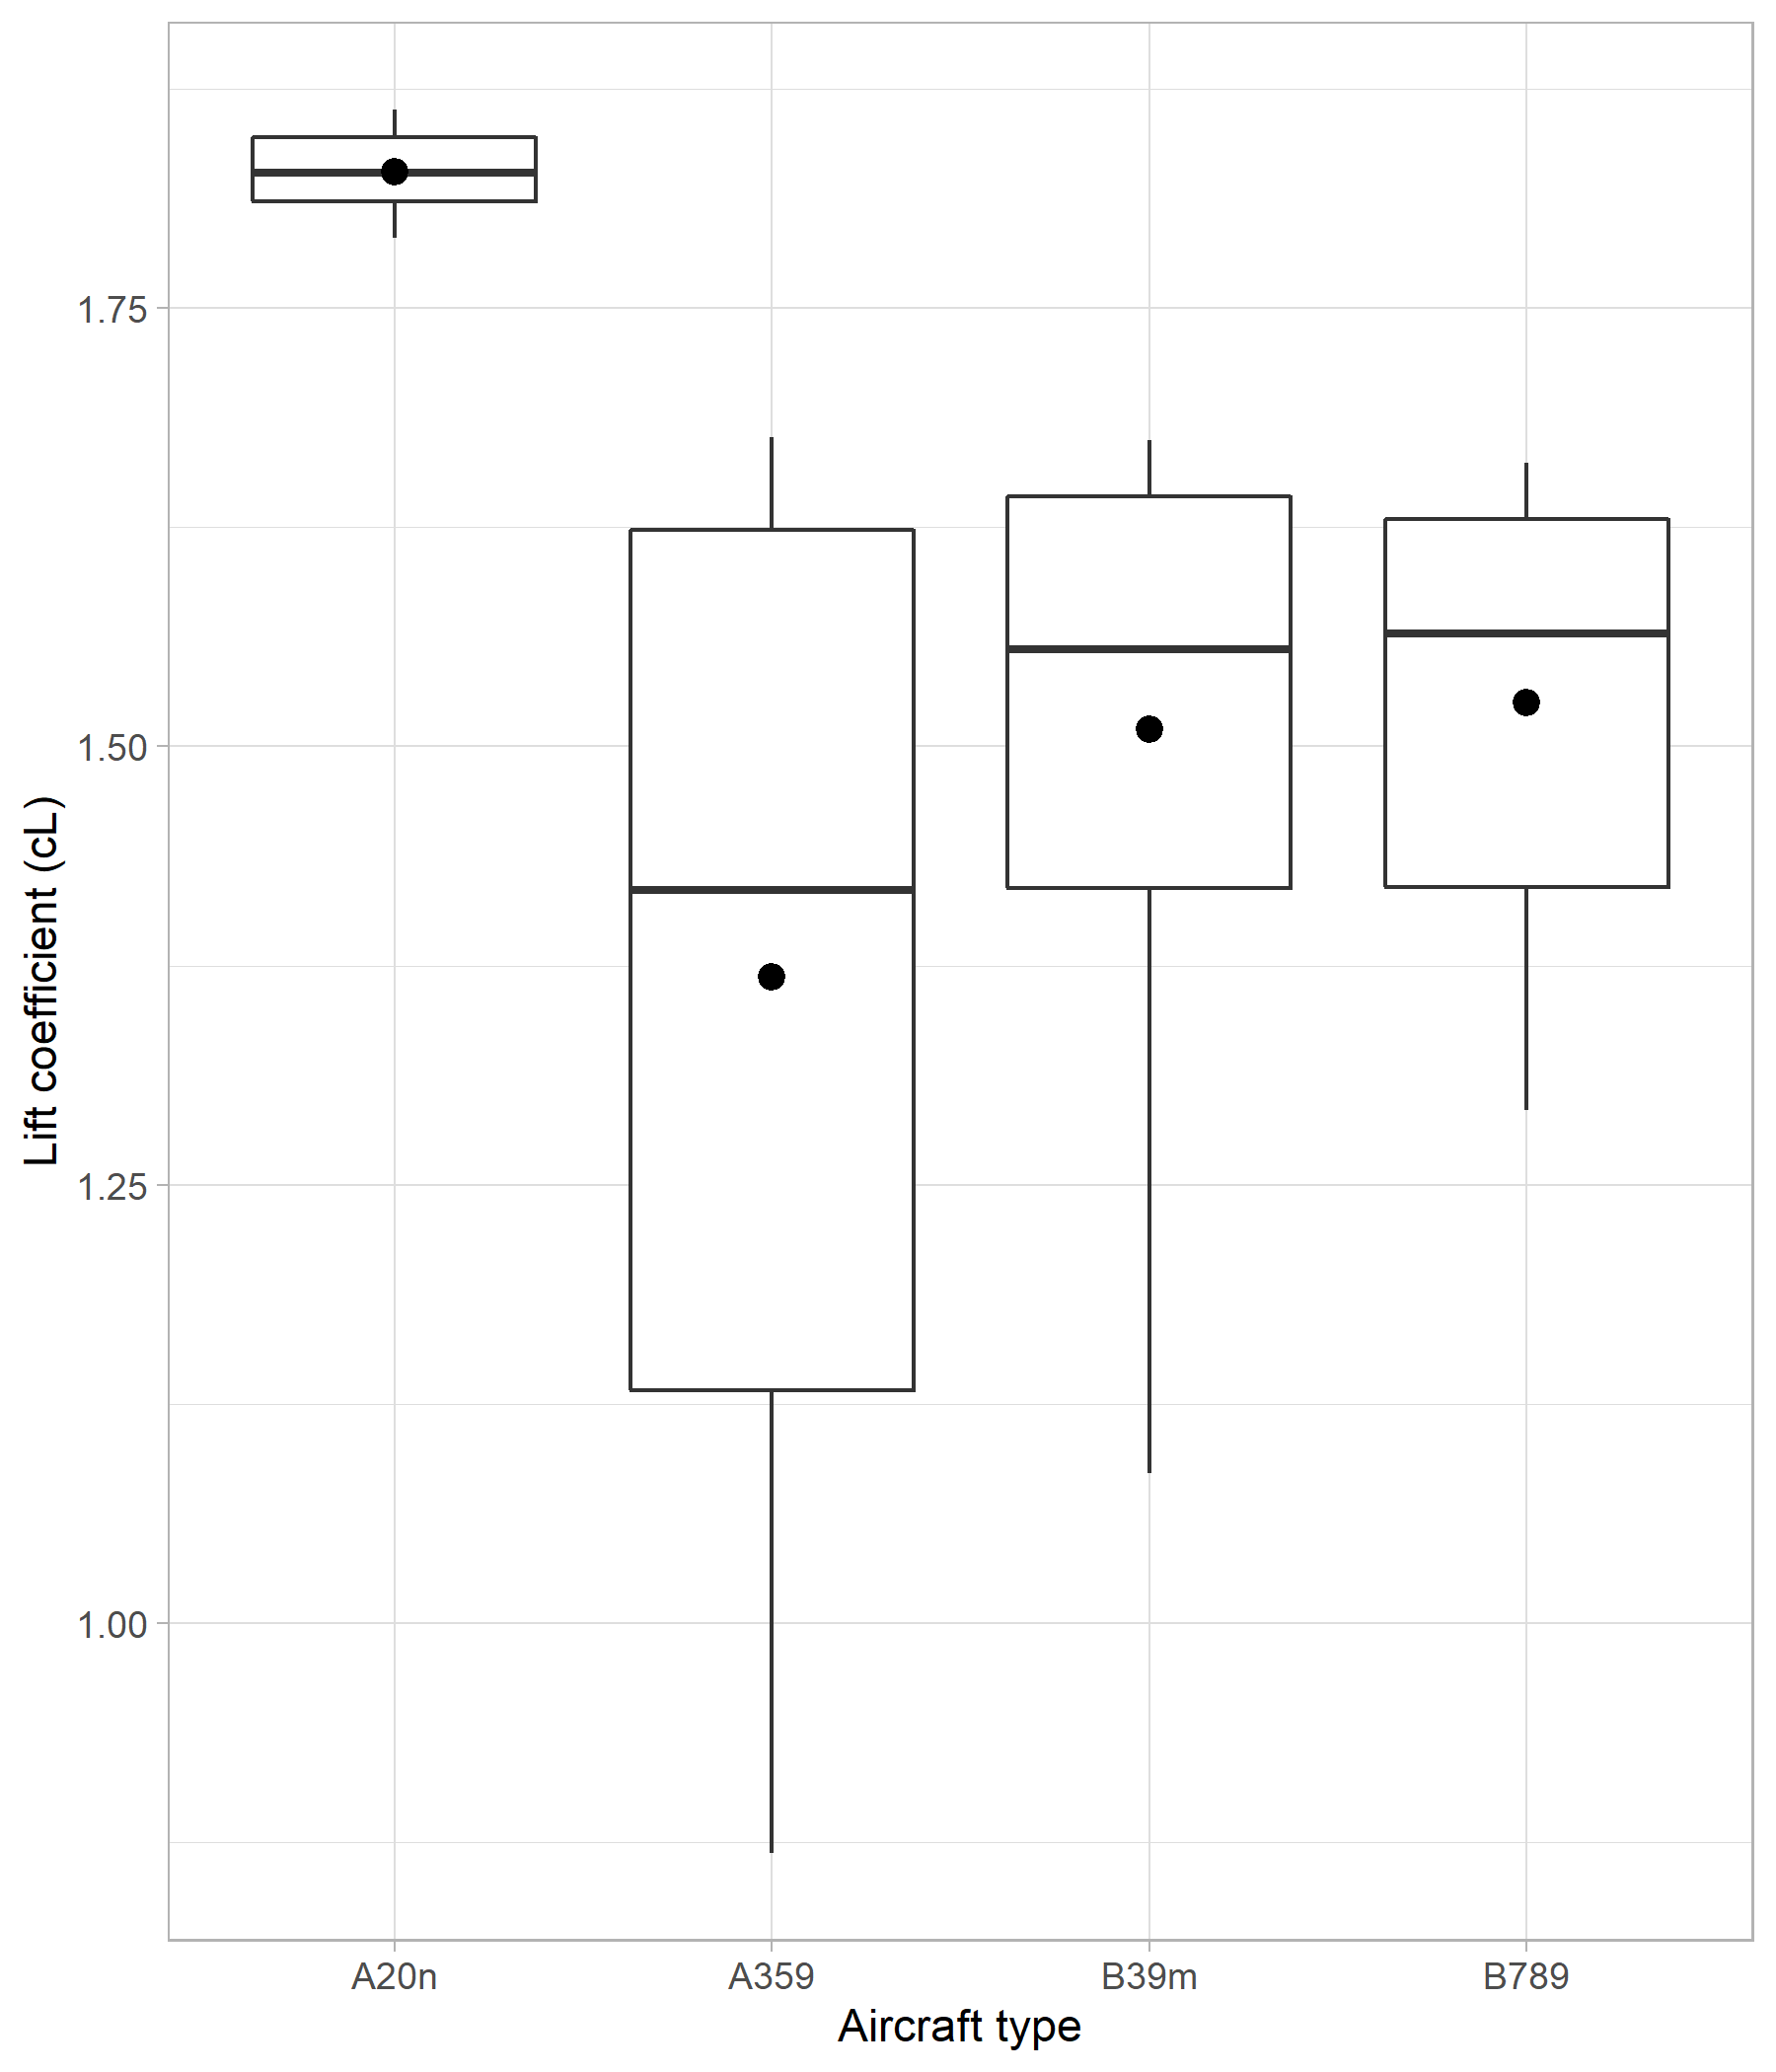 Lift coefficient (cL)
1.75
1.50
1.25
1.00
A20n A359 B39m B789
Aircraft type